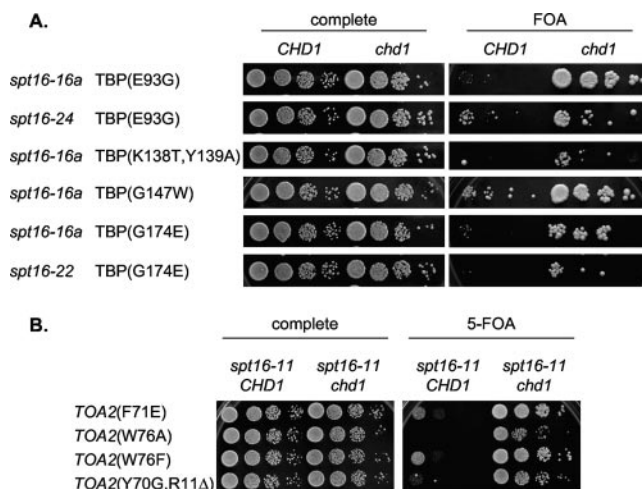 A.
complete FOA
CHD1 chd1 CHD1 chd1
spt16-16a TBP(E93G)
spt16-24 TBP(E93G)
spt16-16a TBP(K138T,Y139A)
spt16-16a TBP(G147W)
spt16-16a TBP(G174E)
spt16-22 TBP(G174E)
B.
complete 5-FOA
spt16-11 spt16-11 spt16-11 spt16-11
CHD1 chd1 CHD1 chd1
TOA2(F71E)
TOA2(W76A)
TOA2(W76F)
TOA2(Y70G,R11Δ)